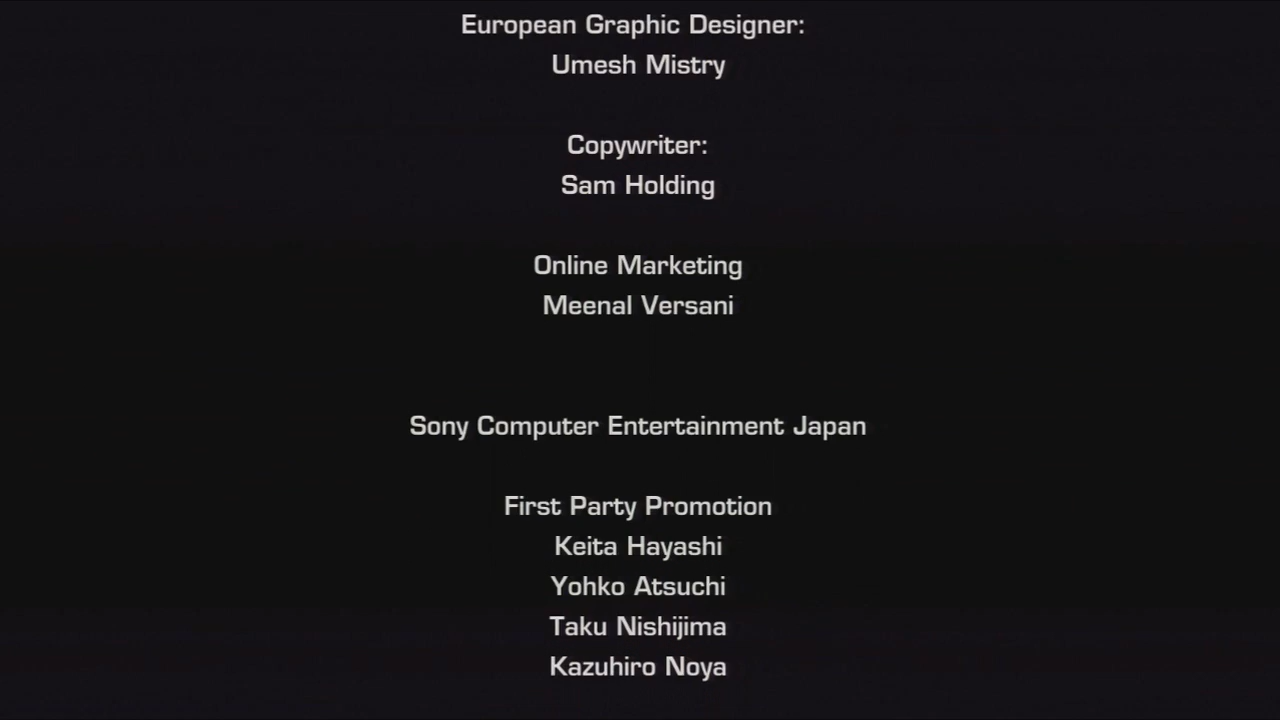 European Graphic Designer:
Umesh Mistry
Copywriter:
Sam Holding
Online Marketing
Meenal Versani
Sony Computer Entertainment Japan
First Party Promotion
Keita Hayashi
Yohko Atsuchi
Taku Nishijima
Kazuhiro Noya